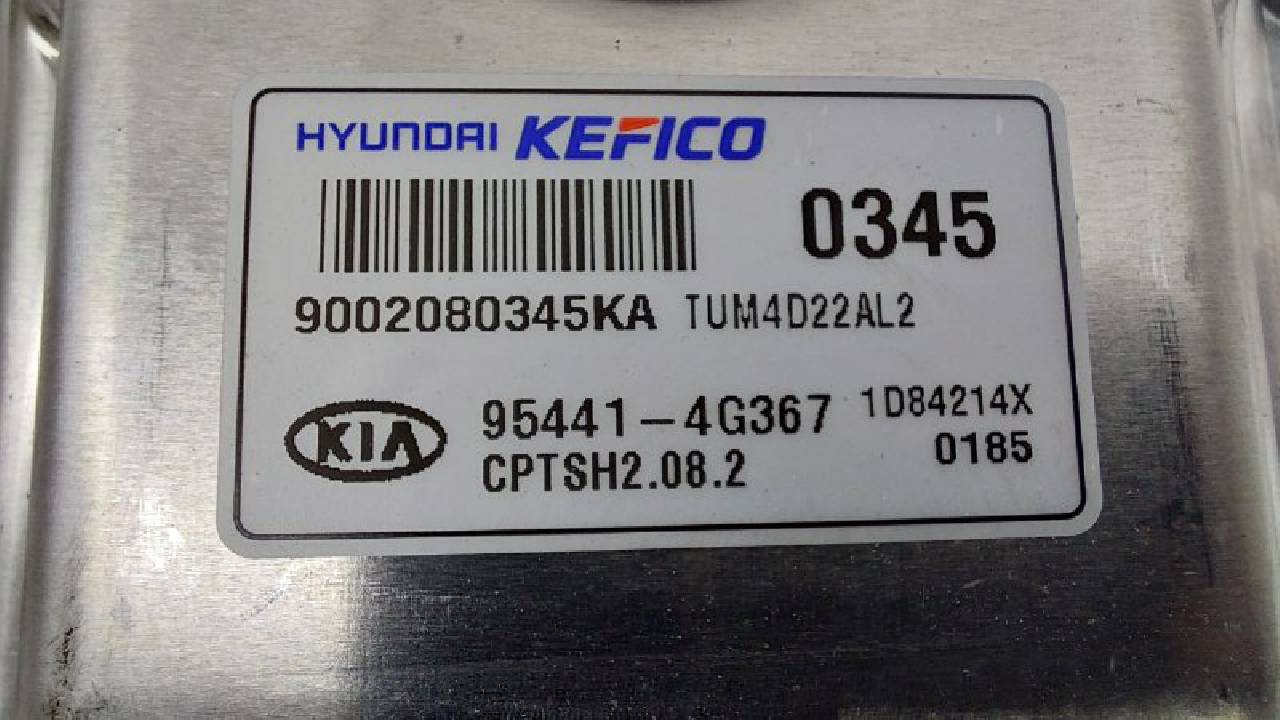 HYUNDAI KEFICO
0345
9002080345KA TUM4D22AL2
KIA
95441-4G367 1D84214X
CPTSH2.08.2 0185